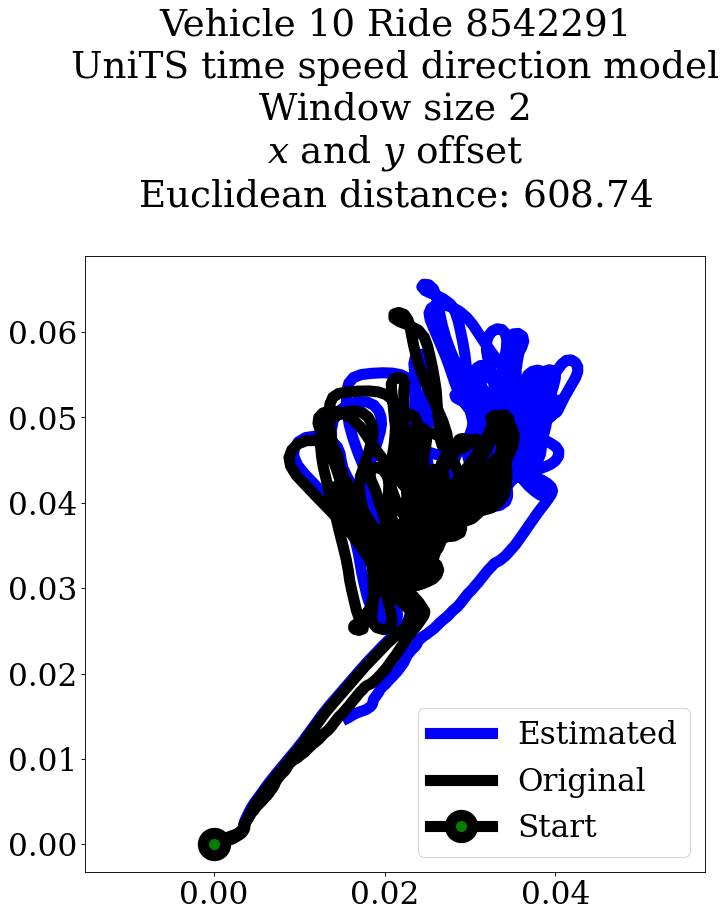 Vehicle 10 Ride 8542291
UniTS time speed direction model
Window size 2
x and y offset
Euclidean distance: 608.74
0.06
0.05
0.04
0.03
0.02
0.01
0.00
Estimated
Original
Start
0.00 0.02 0.04